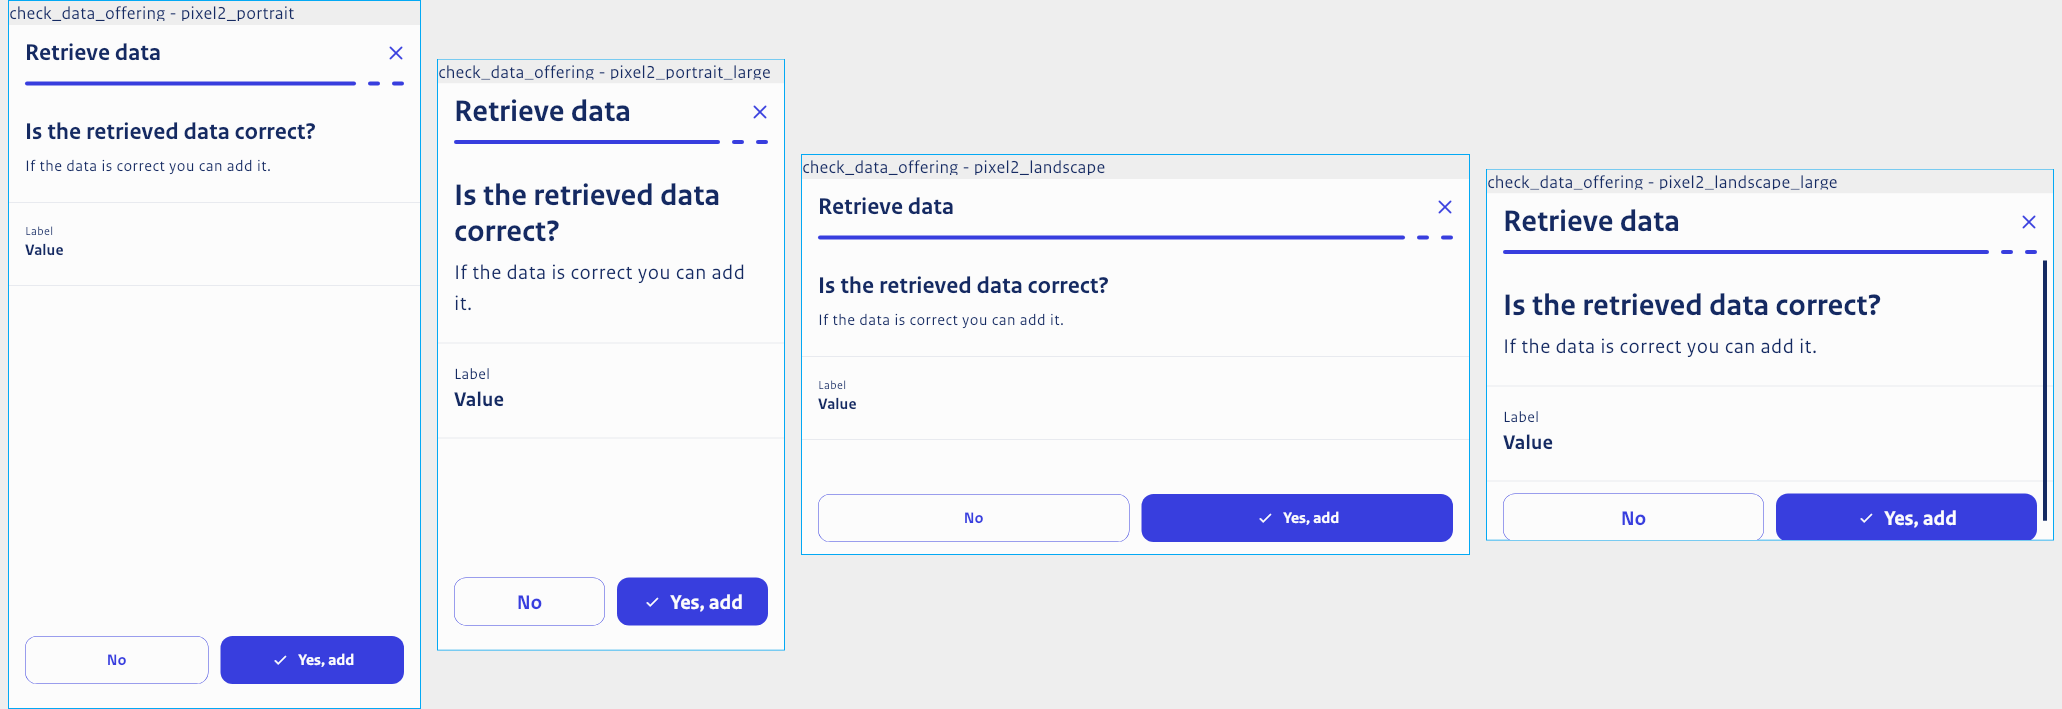 check_data_offering - pixel2_portrait
Retrieve data
Is the retrieved data correct?
If the data is correct you can add it.
Label
Value
No
Yes, add
check_data_offering - pixel2_portrait_large
Retrieve data
Is the retrieved data
correct?
If the data is correct you can add
it.
Label
Value
No
Yes, add
check_data_offering - pixel2_landscape
Retrieve data
Is the retrieved data correct?
If the data is correct you can add it.
Label
Value
No
Yes, add
check_data_offering - pixel2_landscape_large
Retrieve data
Is the retrieved data correct?
If the data is correct you can add it.
Label
Value
No
Yes, add